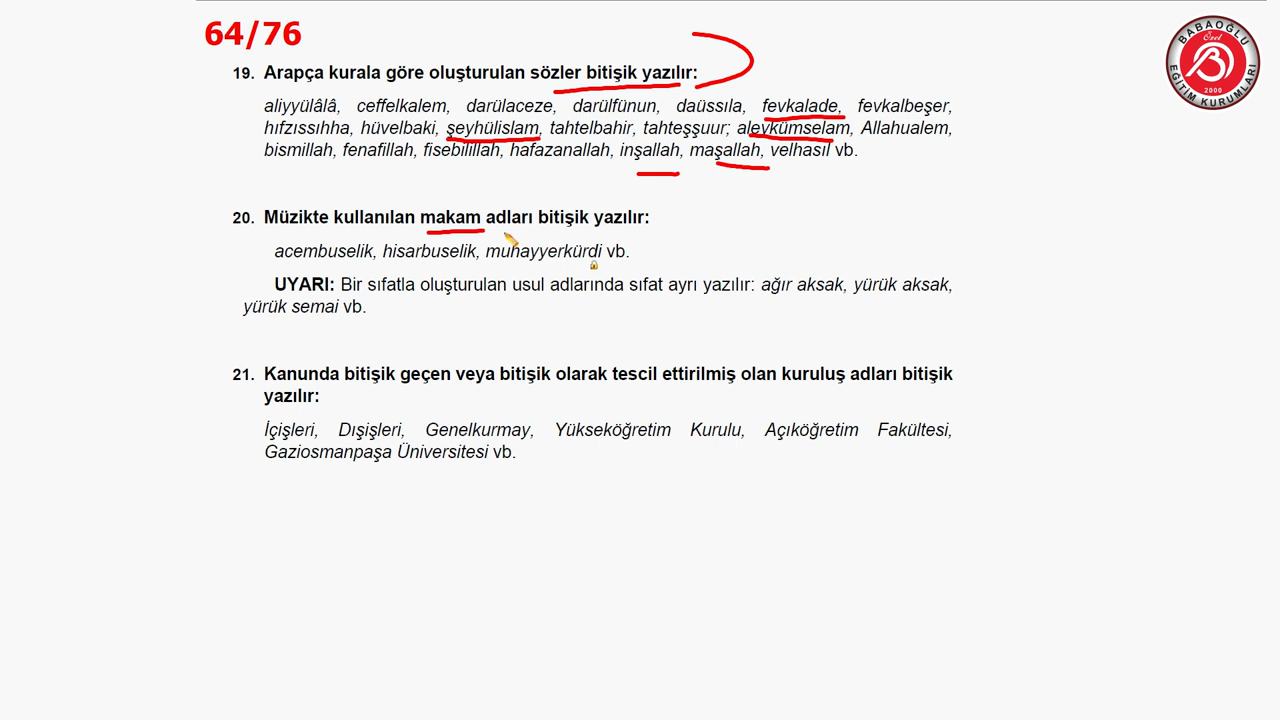 64/76
BABAOĞLU
Özel
B
2000
EĞİTİM KURUMLARI
19. Arapça kurala göre oluşturulan sözler bitişik yazılır:
aliyyülâlâ, ceffelkalem, darülaceze, darülfünun, daüssıla, fevkalade, fevkalbeşer,
hıfzıssıhha, hüvelbaki, şeyhülislam, tahtelbahir, tahteşşuur; aleykümselam, Allahualem,
bismillah, fenafillah, fisebilillah, hafazanallah, inşallah, maşallah, velhasıl vb.
20. Müzikte kullanılan makam adları bitişik yazılır:
acembuselik, hisarbuselik, muhayyerkürdi vb.
UYARI: Bir sıfatla oluşturulan usul adlarında sıfat ayrı yazılır: ağır aksak, yürük aksak,
yürük semai vb.
21. Kanunda bitişik geçen veya bitişik olarak tescil ettirilmiş olan kuruluş adları bitişik
yazılır:
İçişleri, Dışişleri, Genelkurmay, Yükseköğretim Kurulu, Açıköğretim Fakültesi,
Gaziosmanpaşa Üniversitesi vb.